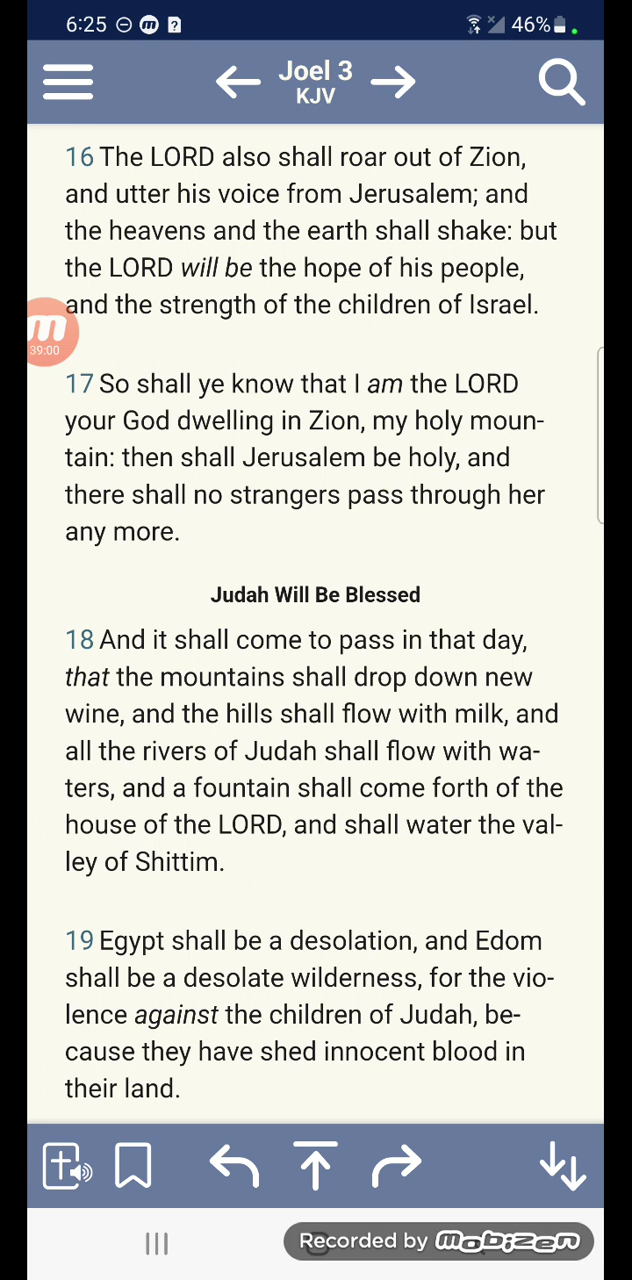 6:25 46%
Joel 3
KJV
16 The LORD also shall roar out of Zion,
and utter his voice from Jerusalem; and
the heavens and the earth shall shake: but
the LORD will be the hope of his people,
and the strength of the children of Israel.
m
39:00
17 So shall ye know that I am the LORD
your God dwelling in Zion, my holy moun-
tain: then shall Jerusalem be holy, and
there shall no strangers pass through her
any more.
Judah Will Be Blessed
18 And it shall come to pass in that day,
that the mountains shall drop down new
wine, and the hills shall flow with milk, and
all the rivers of Judah shall flow with wa-
ters, and a fountain shall come forth of the
house of the LORD, and shall water the val-
ley of Shittim.
19 Egypt shall be a desolation, and Edom
shall be a desolate wilderness, for the vio-
lence against the children of Judah, be-
cause they have shed innocent blood in
their land.
Recorded by mobizen